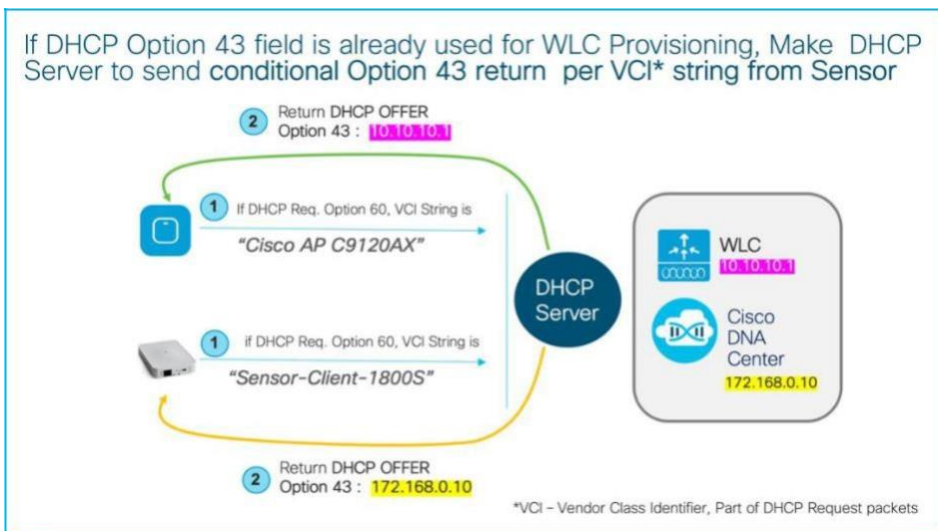 If DHCP Option 43 field is already used for WLC Provisioning, Make DHCP
Server to send conditional Option 43 return per VCI* string from Sensor
2
Return DHCP OFFER
Option 43 : 10.10.10.1
1
If DHCP Req. Option 60, VCI String is
"Cisco AP C9120AX"
DHCP
Server
WLC
10.10.10.1
Cisco
DNA
Center
172.168.0.10
1
if DHCP Req. Option 60, VCI String is
"Sensor-Client-1800S"
2
Return DHCP OFFER
Option 43 : 172.168.0.10
*VCI – Vendor Class Identifier, Part of DHCP Request packets